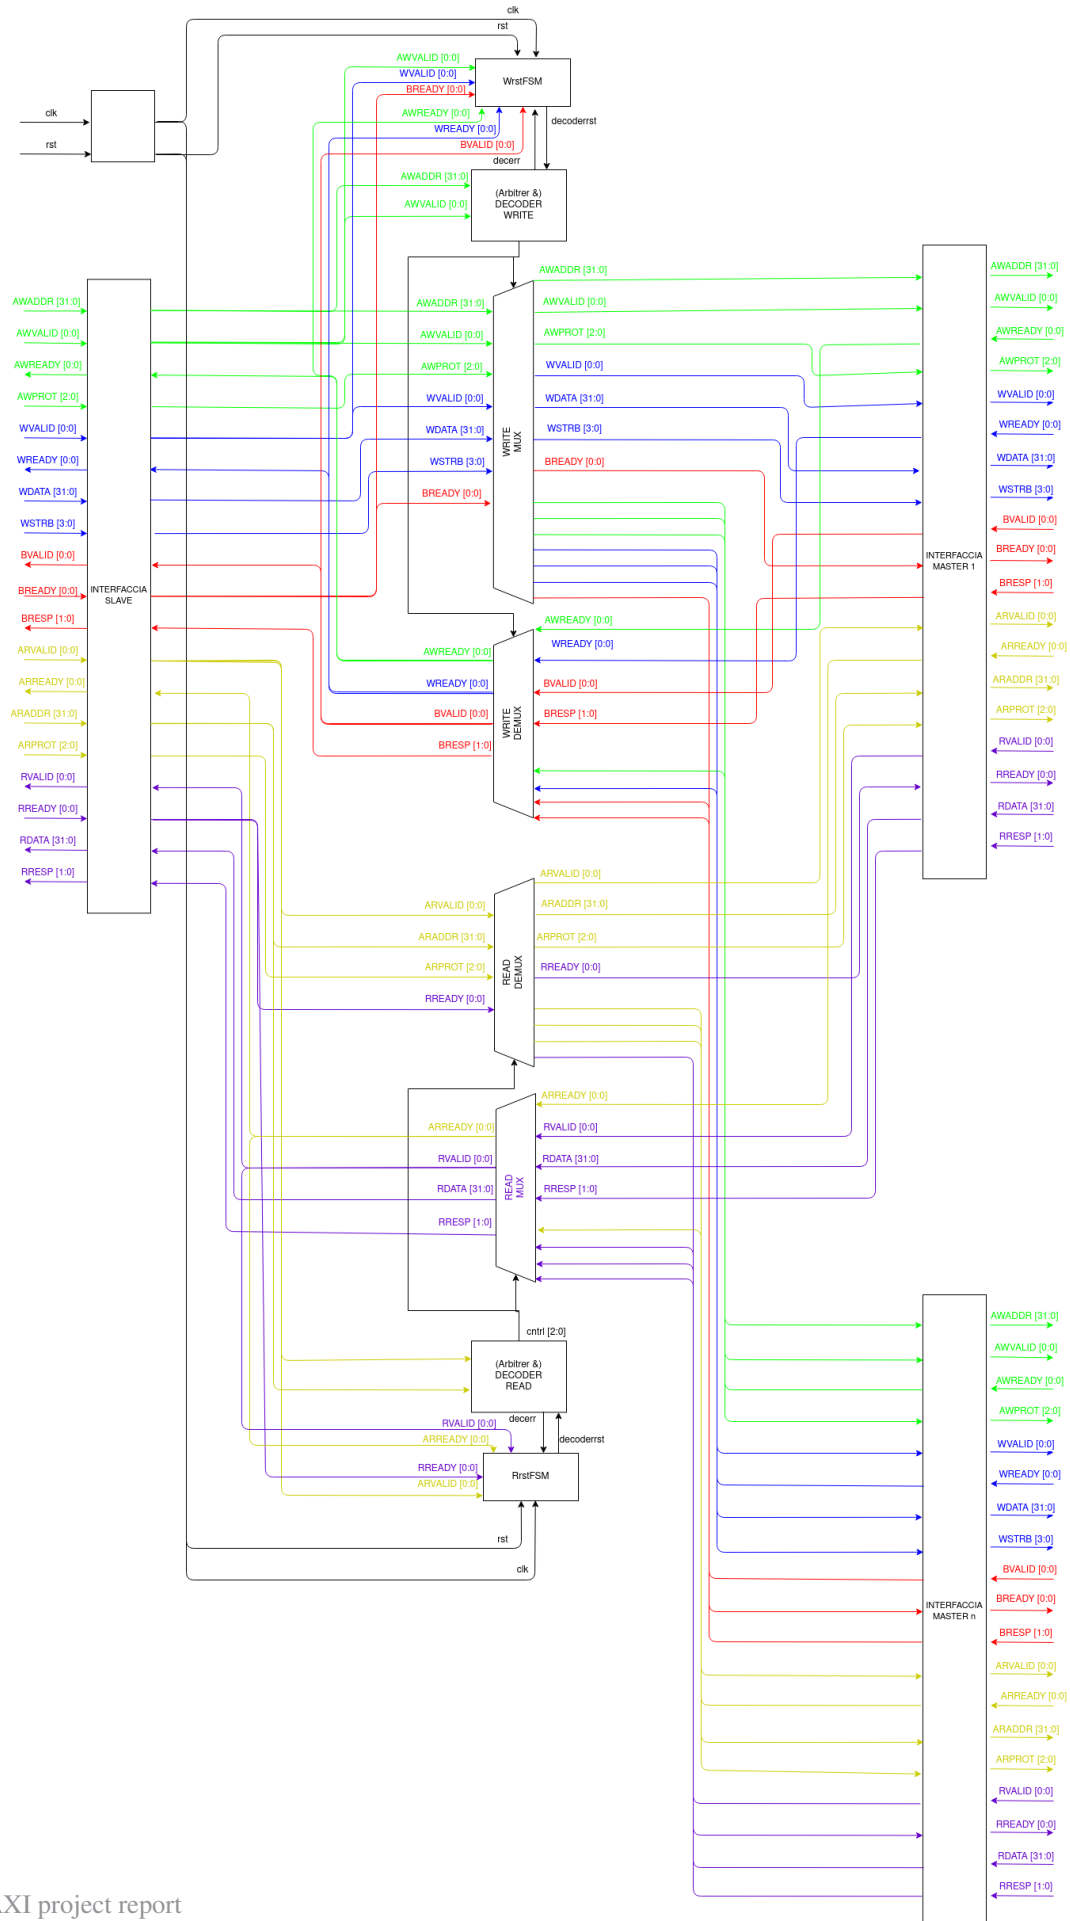 clk
rst
AWVALID [0:0]
WVALID [0:0]
BREADY [0:0]
WrstFSM
clk
AWREADY [0:0]
WREADY [0:0]
decoderrst
rst
BVALID [0:0]
decerr
AWADDR [31:0]
(Arbitrer &)
DECODER
WRITE
AWVALID [0:0]
INTERFACCIA
SLAVE
AWADDR [31:0]
AWVALID [0:0]
AWREADY [0:0]
AWPROT [2:0]
WVALID [0:0]
WREADY [0:0]
WDATA [31:0]
WSTRB [3:0]
BVALID [0:0]
BREADY [0:0]
BRESP [1:0]
ARVALID [0:0]
ARREADY [0:0]
ARADDR [31:0]
ARPROT [2:0]
RVALID [0:0]
RREADY [0:0]
RDATA [31:0]
RRESP [1:0]
AWADDR [31:0]
AWVALID [0:0]
AWPROT [2:0]
WVALID [0:0]
WDATA [31:0]
WSTRB [3:0]
BREADY [0:0]
WRITE
MUX
AWADDR [31:0]
AWVALID [0:0]
AWPROT [2:0]
WVALID [0:0]
WDATA [31:0]
WSTRB [3:0]
BREADY [0:0]
AWREADY [0:0]
WREADY [0:0]
BVALID [0:0]
BRESP [1:0]
WRITE
DEMUX
AWREADY [0:0]
WREADY [0:0]
BVALID [0:0]
BRESP [1:0]
ARVALID [0:0]
ARADDR [31:0]
ARPROT [2:0]
RREADY [0:0]
READ
DEMUX
ARVALID [0:0]
ARADDR [31:0]
ARPROT [2:0]
RREADY [0:0]
ARREADY [0:0]
RVALID [0:0]
RDATA [31:0]
RRESP [1:0]
READ
MUX
ARREADY [0:0]
RVALID [0:0]
RDATA [31:0]
RRESP [1:0]
cntrl [2:0]
(Arbitrer &)
DECODER
READ
decerr
RVALID [0:0]
decoderrst
ARREADY [0:0]
RREADY [0:0]
RrstFSM
ARVALID [0:0]
rst
clk
INTERFACCIA
MASTER 1
AWADDR [31:0]
AWVALID [0:0]
AWREADY [0:0]
AWPROT [2:0]
WVALID [0:0]
WREADY [0:0]
WDATA [31:0]
WSTRB [3:0]
BVALID [0:0]
BREADY [0:0]
BRESP [1:0]
ARVALID [0:0]
ARREADY [0:0]
ARADDR [31:0]
ARPROT [2:0]
RVALID [0:0]
RREADY [0:0]
RDATA [31:0]
RRESP [1:0]
INTERFACCIA
MASTER n
AWADDR [31:0]
AWVALID [0:0]
AWREADY [0:0]
AWPROT [2:0]
WVALID [0:0]
WREADY [0:0]
WDATA [31:0]
WSTRB [3:0]
BVALID [0:0]
BREADY [0:0]
BRESP [1:0]
ARVALID [0:0]
ARREADY [0:0]
ARADDR [31:0]
ARPROT [2:0]
RVALID [0:0]
RREADY [0:0]
RDATA [31:0]
RRESP [1:0]
AXI project report